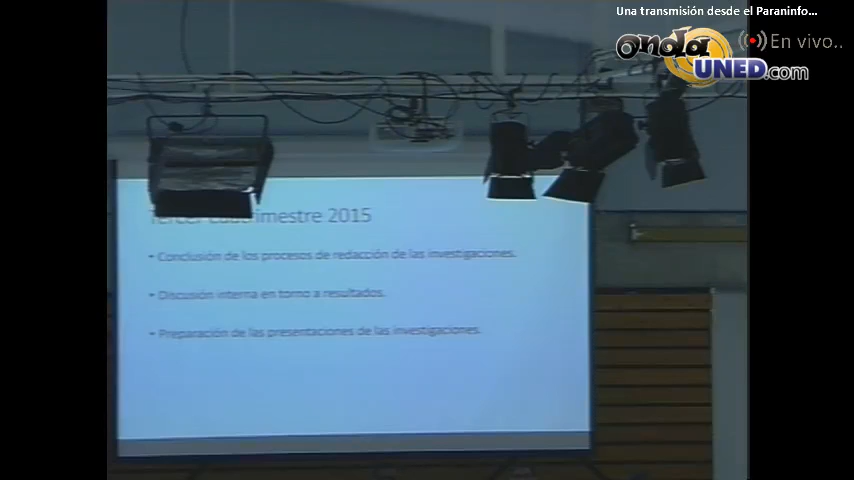 Una transmisión desde el Paraninfo...
onda UNED.com
En vivo..
Tercer cuatrimestre 2015
• Conclusión de los procesos de redacción de las investigaciones.
• Discusión interna en torno a resultados.
• Preparación de las presentaciones de las investigaciones.